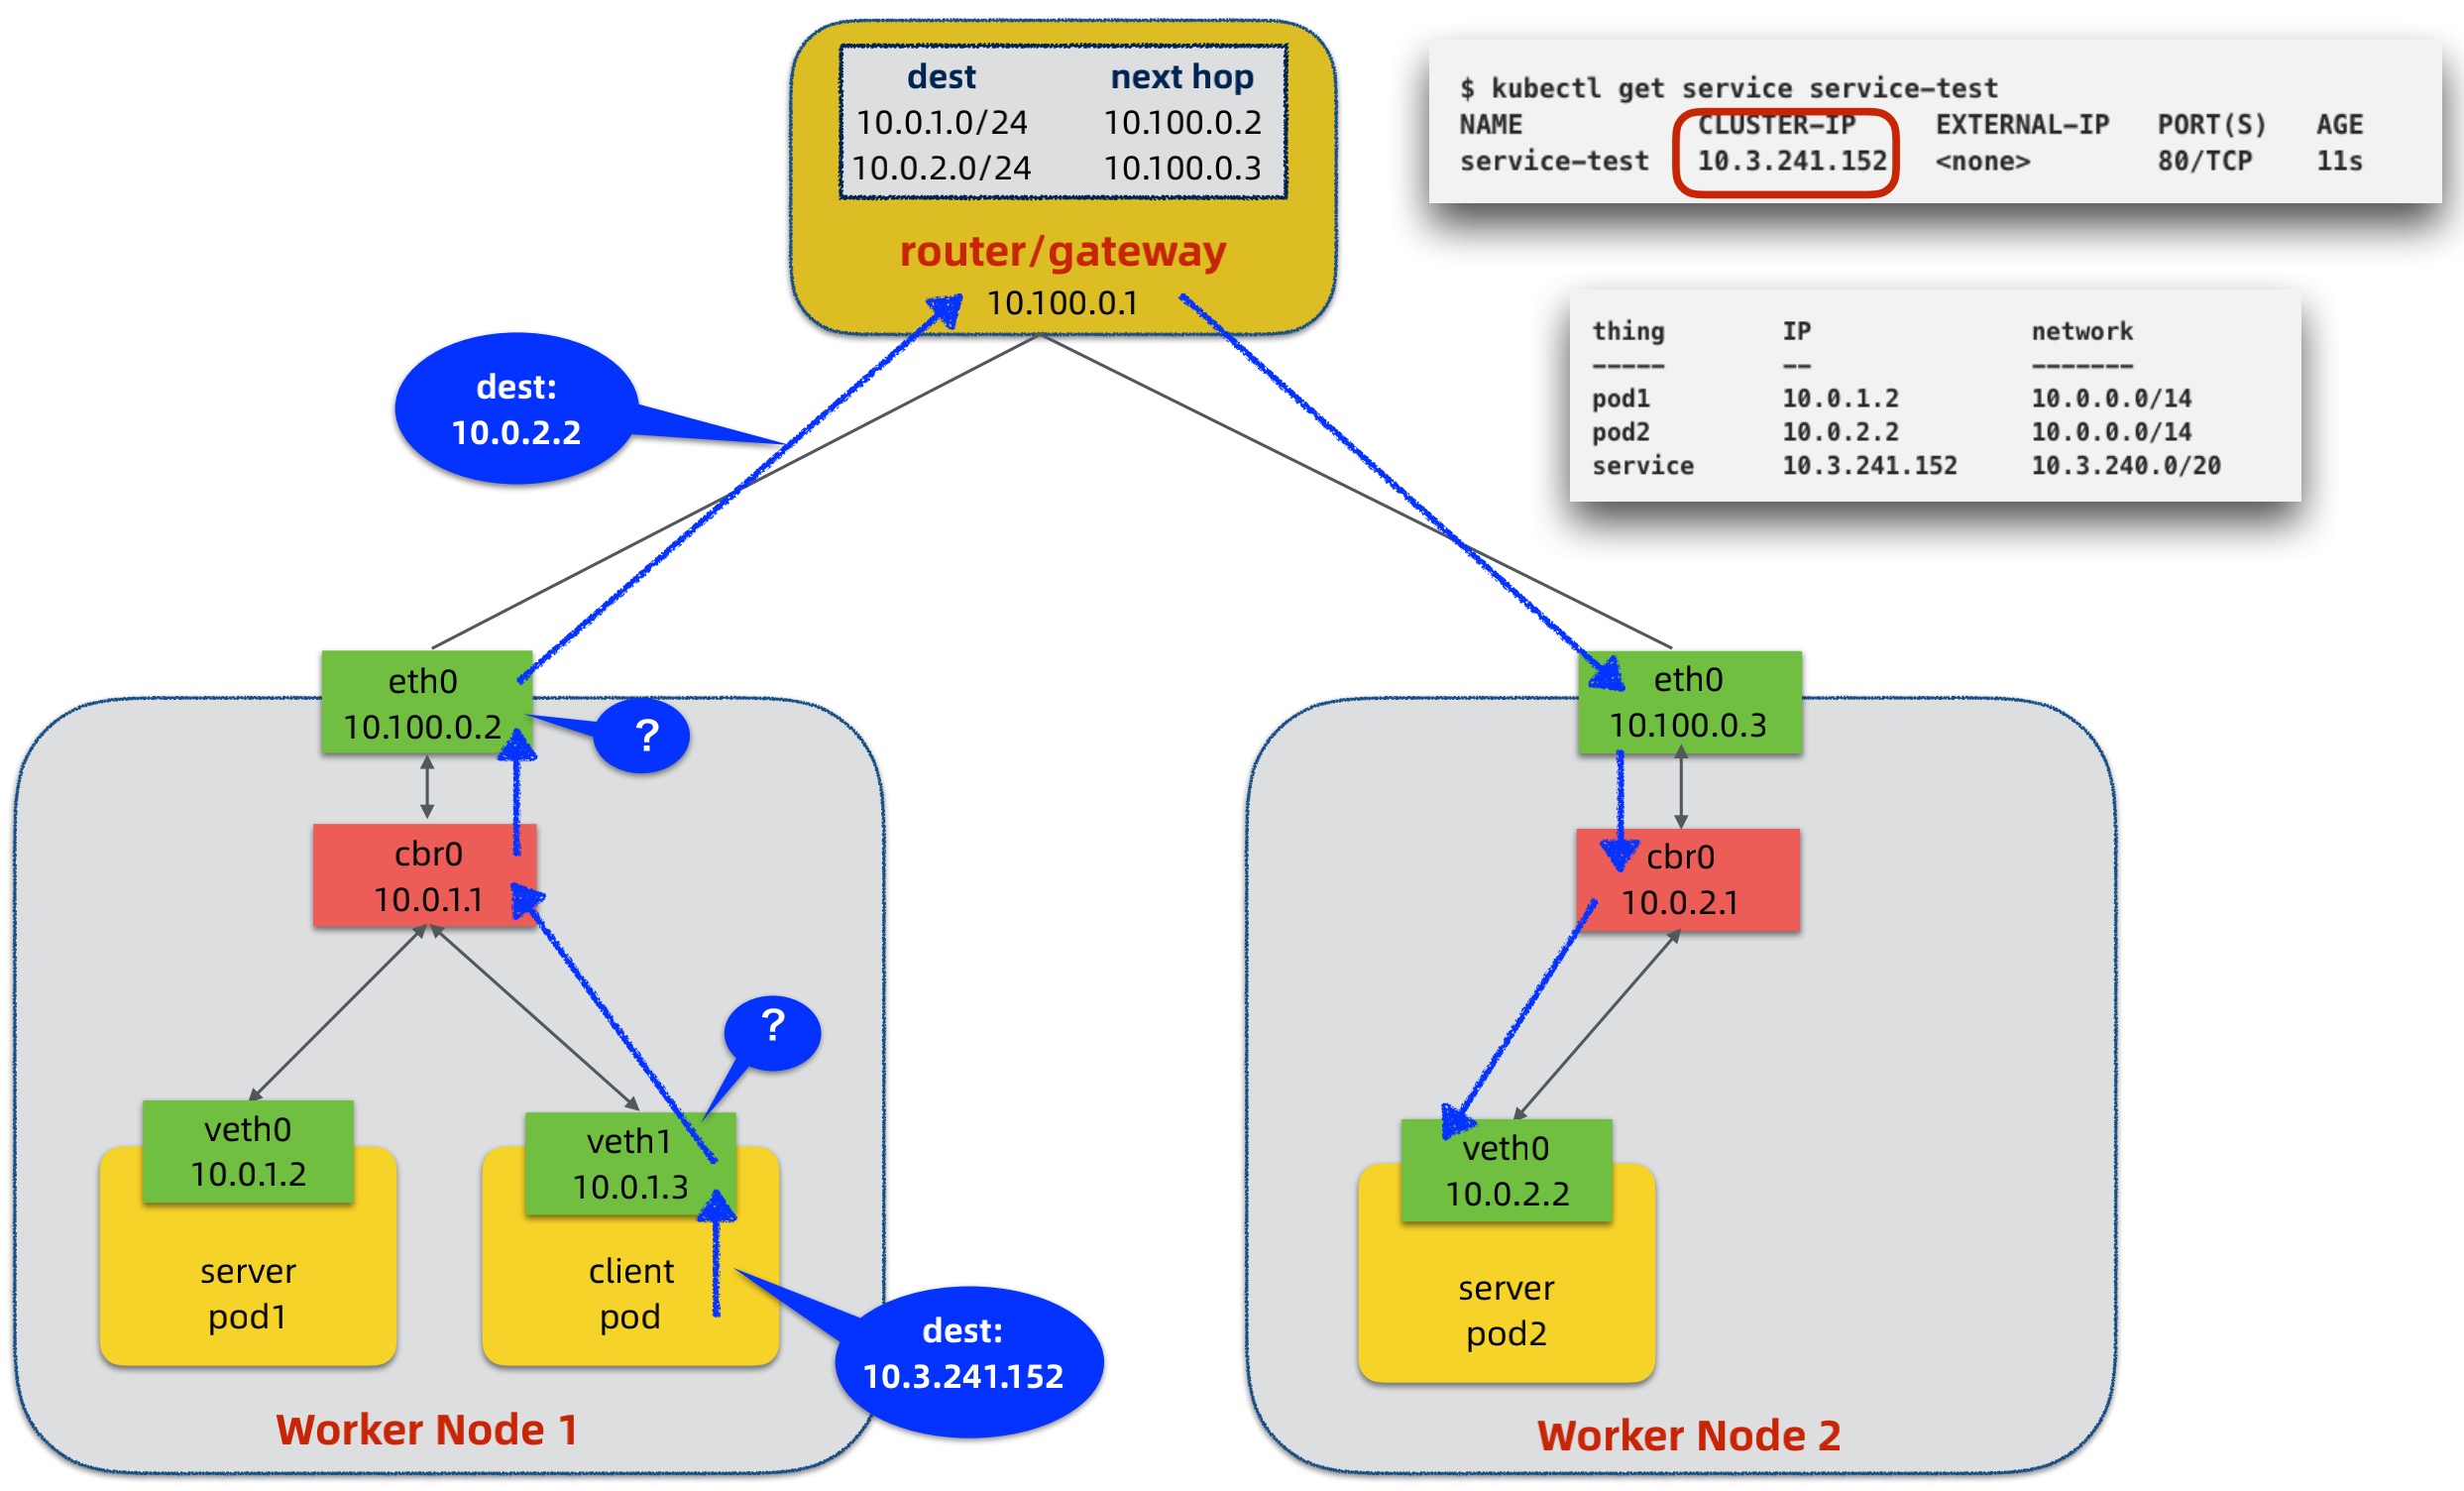 dest next hop
10.0.1.0/24 10.100.0.2
10.0.2.0/24 10.100.0.3
router/gateway
10.100.0.1
$ kubectl get service service-test
NAME CLUSTER-IP EXTERNAL-IP PORT(S) AGE
service-test 10.3.241.152 <none> 80/TCP 11s
thing IP network
----- -- -------
pod1 10.0.1.2 10.0.0.0/14
pod2 10.0.2.2 10.0.0.0/14
service 10.3.241.152 10.3.240.0/20
dest:
10.0.2.2
eth0
10.100.0.2
?
cbr0
10.0.1.1
?
veth0
10.0.1.2
server
pod1
veth1
10.0.1.3
client
pod
dest:
10.3.241.152
Worker Node 1
eth0
10.100.0.3
cbr0
10.0.2.1
veth0
10.0.2.2
server
pod2
Worker Node 2